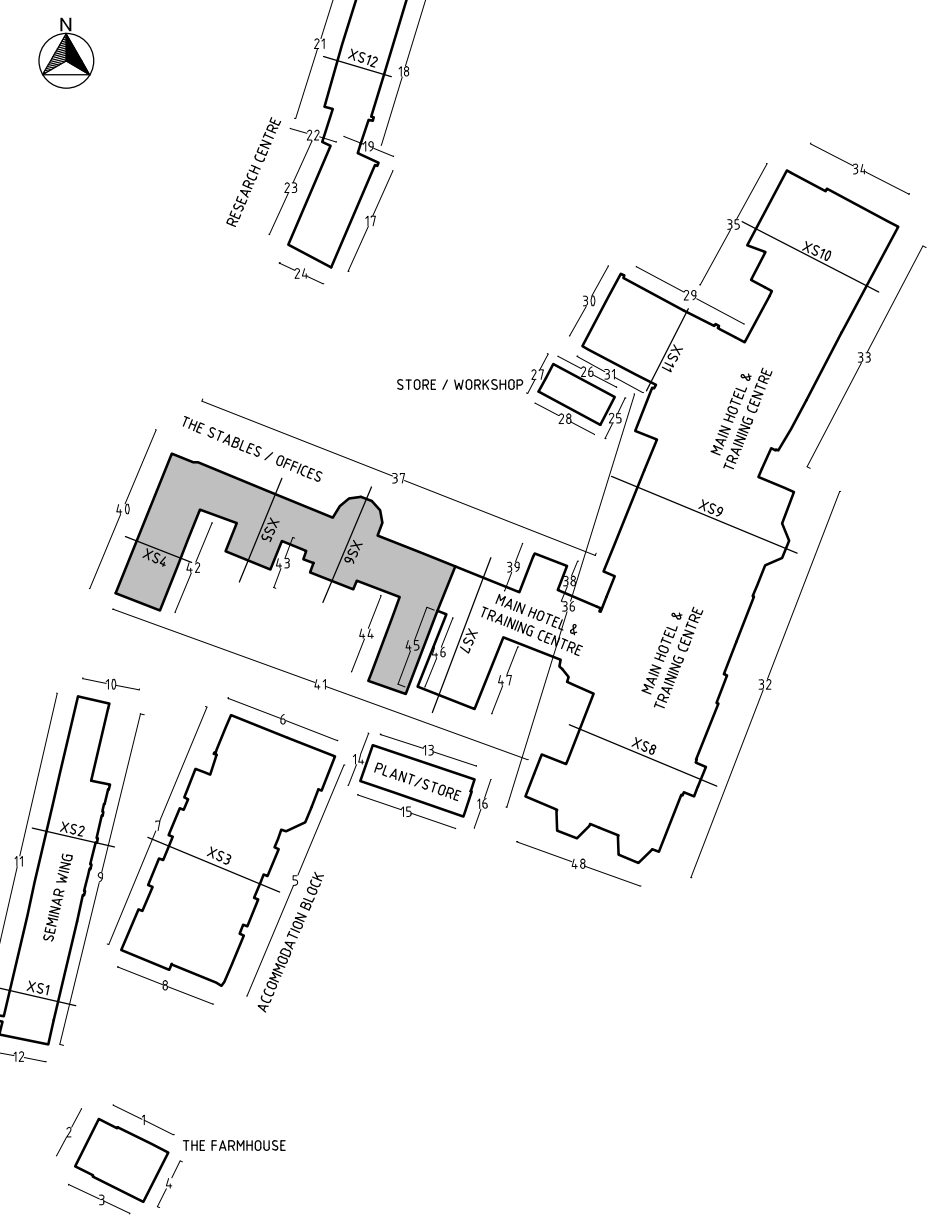 N
21
XS12
18
22
19
RESEARCH CENTRE
23
17
24
34
35
XS10
29
30
33
XS11
27
26
31
STORE / WORKSHOP
28
25
MAIN HOTEL &
TRAINING CENTRE
THE STABLES / OFFICES
37
40
XS5
XS9
XS4
XS6
42
43
39
38
36
MAIN HOTEL &
TRAINING CENTRE
44
45
46
XS7
47
MAIN HOTEL &
TRAINING CENTRE
41
32
10
6
13
14
PLANT/STORE
15
16
XS8
7
XS2
XS3
11
9
5
48
SEMINAR WING
ACCOMMODATION BLOCK
8
XS1
12
1
2
THE FARMHOUSE
4
3